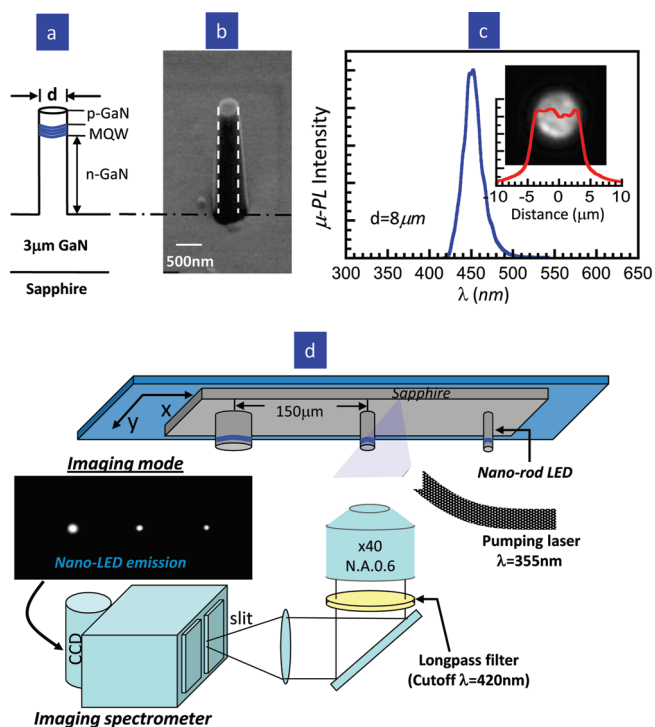 a
b
c
d
p-GaN
MQW
n-GaN
3μm GaN
Sapphire
500nm
μ-PL Intensity
d=8μm
-10 -5 0 5 10
Distance (μm)
300 350 400 450 500 550 600 650
λ (nm)
d
Sapphire
x
y
150μm
Imaging mode
Nano-rod LED
Nano-LED emission
x40
N.A.0.6
Pumping laser
λ=355nm
CCD
slit
Longpass filter
(Cutoff λ=420nm)
Imaging spectrometer